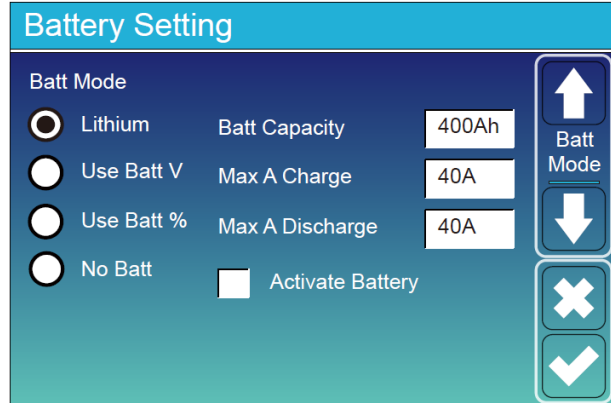 Battery Setting
Batt Mode
Lithium
Batt Capacity
400Ah
Use Batt V
Max A Charge
40A
Use Batt %
Max A Discharge
40A
No Batt
Activate Battery
Batt
Mode